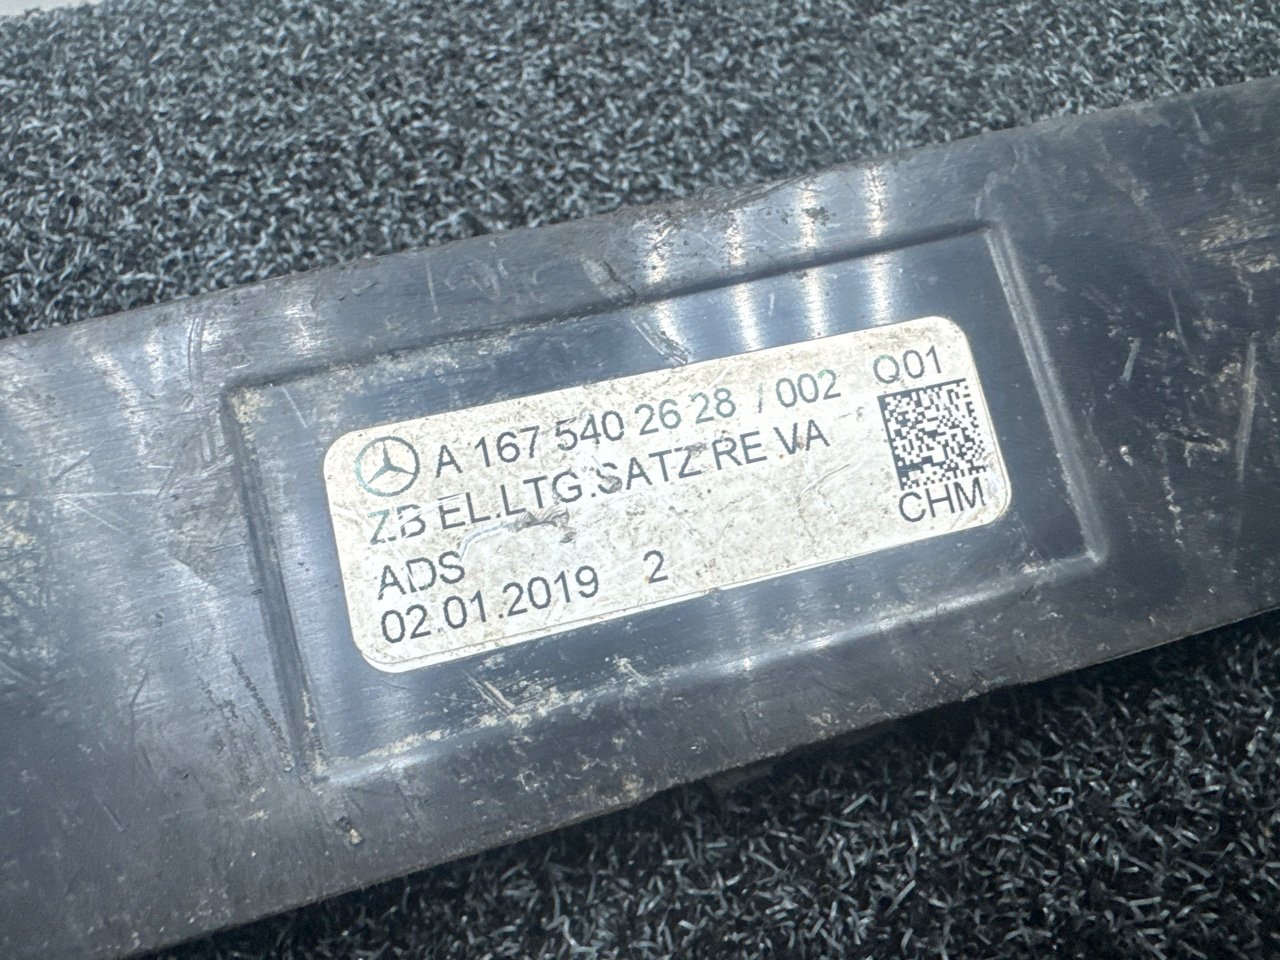 A 167 540 26 28 / 002 Q01
ZB EL.LTG.SATZ RE VA
ADS
02.01.2019 2
CHM